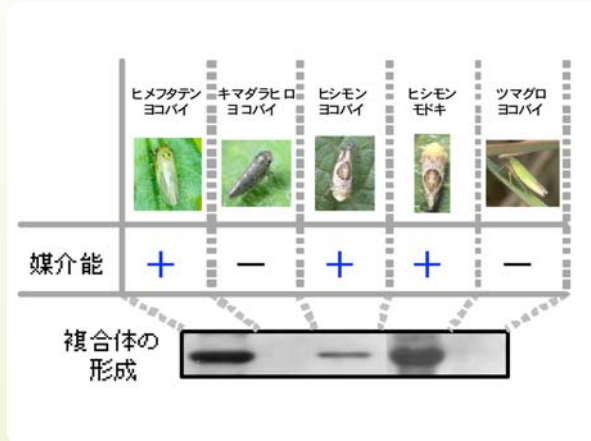 ヒメフタテン
ヨコバイ
キマダラヒロ
ヨコバイ
ヒシモン
ヨコバイ
ヒシモン
モドキ
ツマグロ
ヨコバイ
媒介能 + − + + −
複合体の
形成